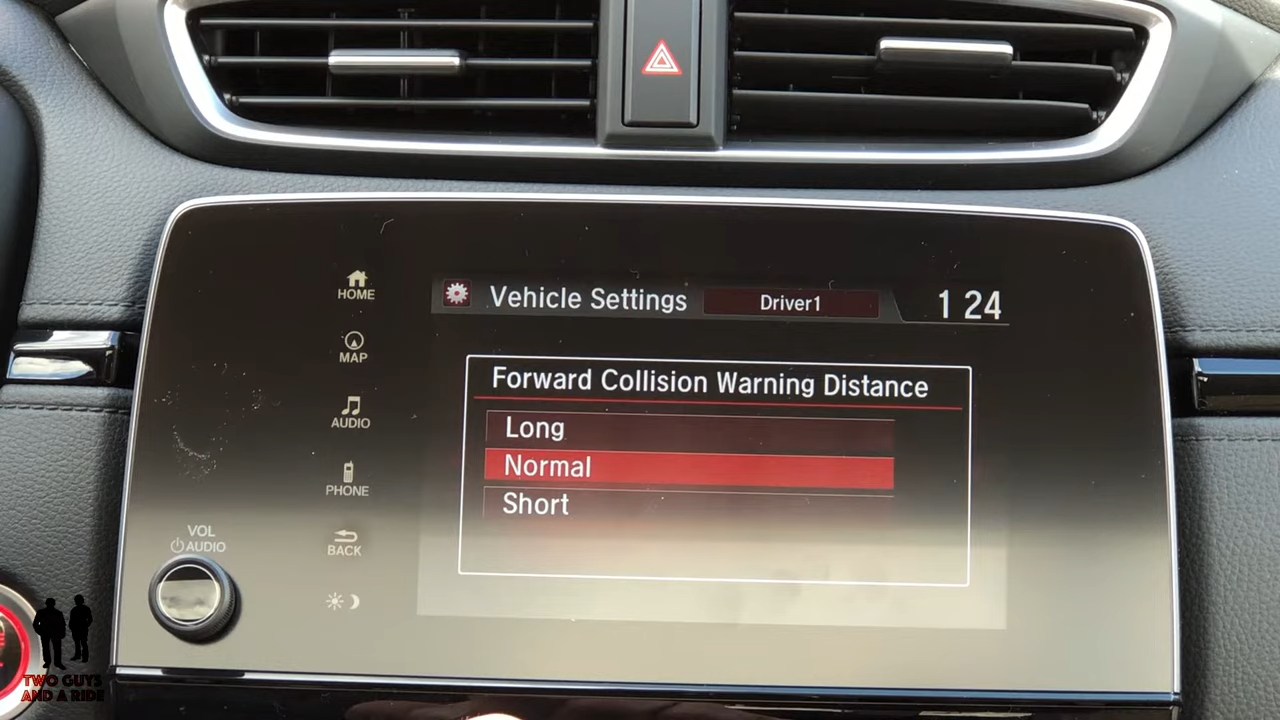 HOME
Vehicle Settings
Driver1
1 24
MAP
Forward Collision Warning Distance
AUDIO
Long
Normal
PHONE
Short
VOL
AUDIO
BACK
TWO GUYS
AND A RIDE